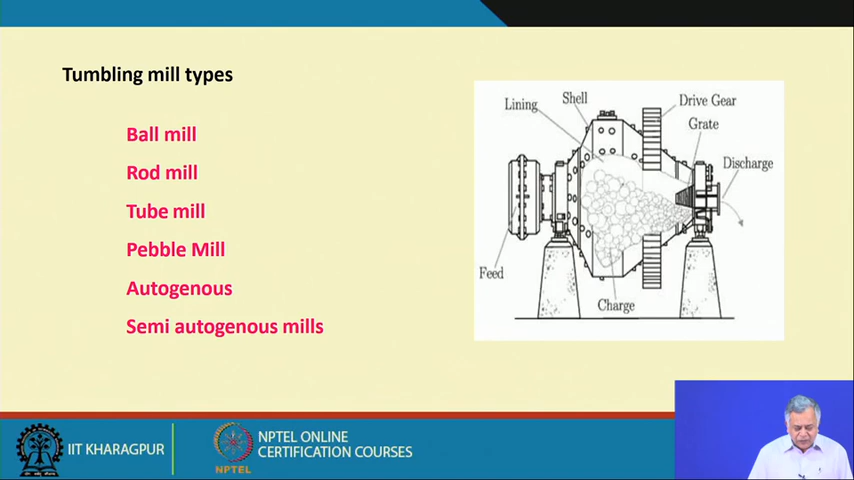 Tumbling mill types
Ball mill
Rod mill
Tube mill
Pebble Mill
Autogenous
Semi autogenous mills
Lining
Shell
Drive Gear
Grate
Discharge
Feed
Charge
IIT KHARAGPUR
NPTEL
NPTEL ONLINE
CERTIFICATION COURSES